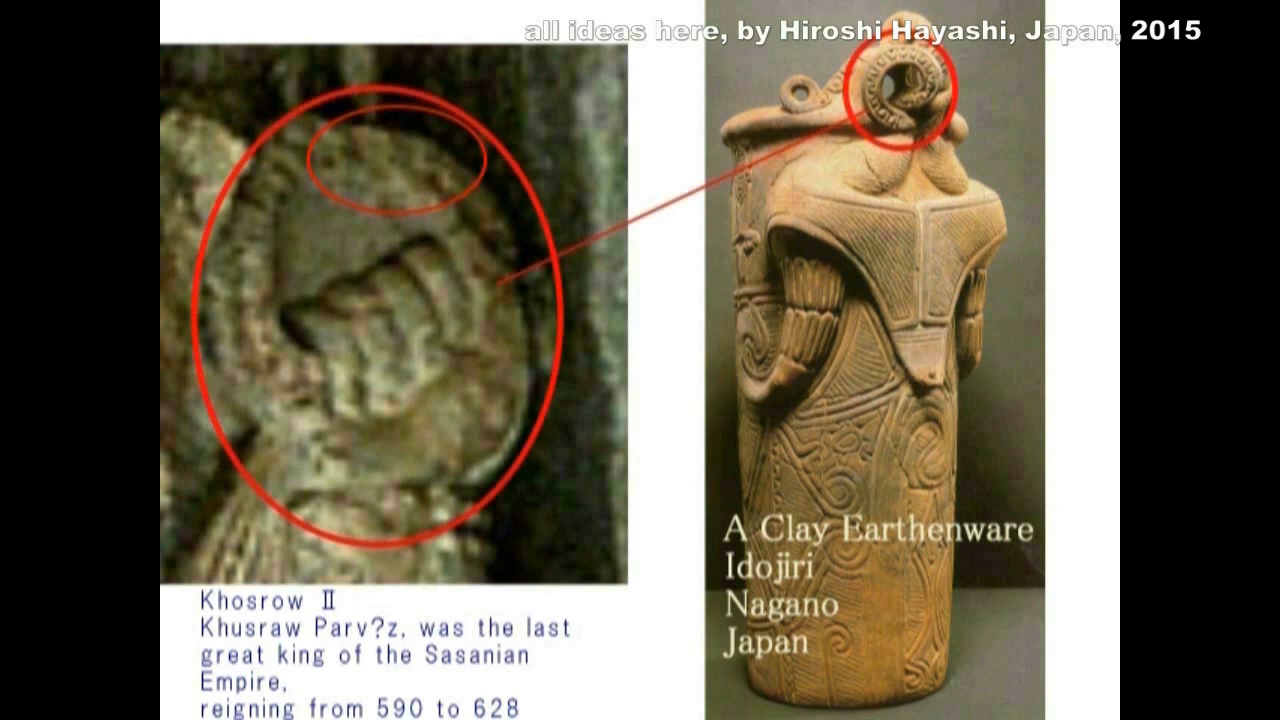 all ideas here, by Hiroshi Hayashi, Japan, 2015
Khosrow Ⅱ
Khusraw Parv?z, was the last
great king of the Sasanian
Empire,
reigning from 590 to 628
A Clay Earthenware
Idojiri
Nagano
Japan